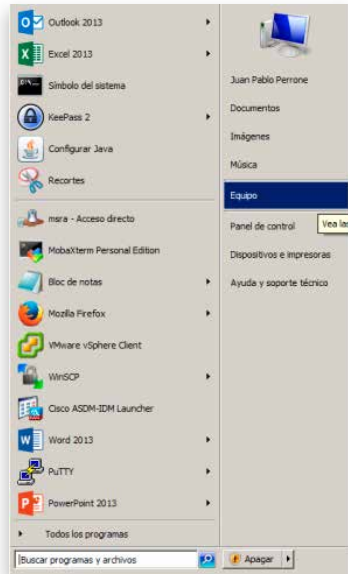 Outlook 2013
Excel 2013
Símbolo del sistema
KeePass 2
Configurar Java
Recortes
msra - Acceso directo
MobaXterm Personal Edition
Bloc de notas
Mozilla Firefox
VMware vSphere Client
WinSCP
Cisco ASDM-IDM Launcher
Word 2013
PuTTY
PowerPoint 2013
Todos los programas
Buscar programas y archivos
Juan Pablo Perrone
Documentos
Imágenes
Música
Equipo
Panel de control
Vea las
Dispositivos e impresoras
Ayuda y soporte técnico
Apagar